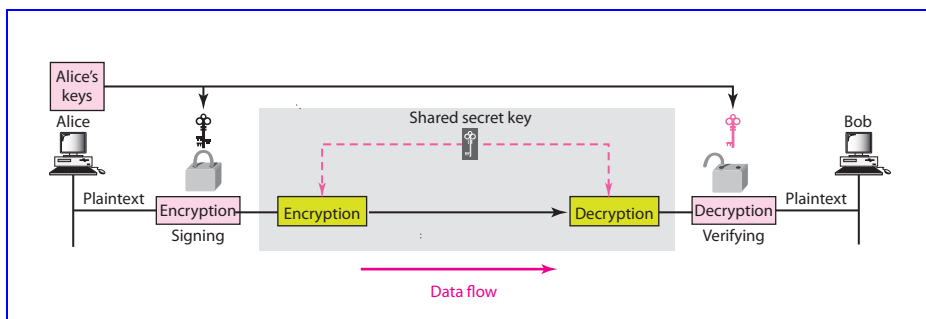 Alice's
keys
Alice
Shared secret key
Bob
Plaintext
Encryption
Encryption
Decryption
Decryption
Plaintext
Signing
Verifying
Data flow